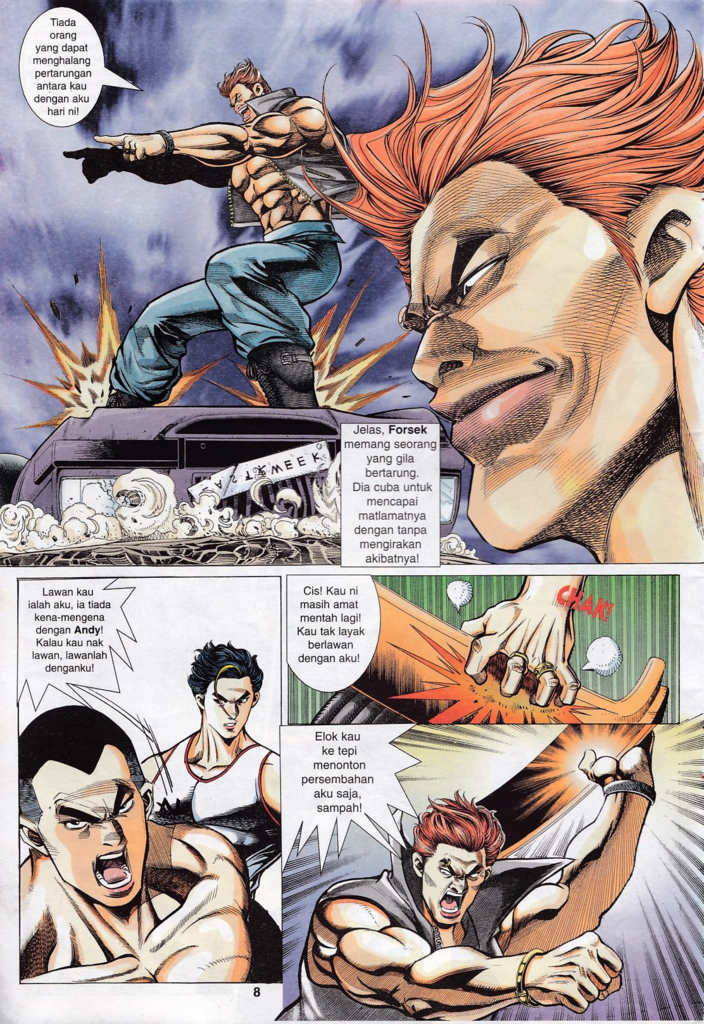 Tiada
orang
yang dapat
menghalang
pertarungan
antara kau
dengan aku
hari ni!
Jelas, Forsek
memang seorang
yang gila
bertarung.
Dia cuba untuk
mencapai
matlamatnya
dengan tanpa
mengirakan
akibatnya!
WEEK
Lawan kau
ialah aku, ia tiada
kena-mengena
dengan Andy!
Kalau kau nak
lawan, lawanlah
denganku!
Cis! Kau ni
masih amat
mentah lagi!
Kau tak layak
berlawan
dengan aku!
CHAK!
Elok kau
ke tepi
menonton
persembahan
aku saja,
sampah!
8